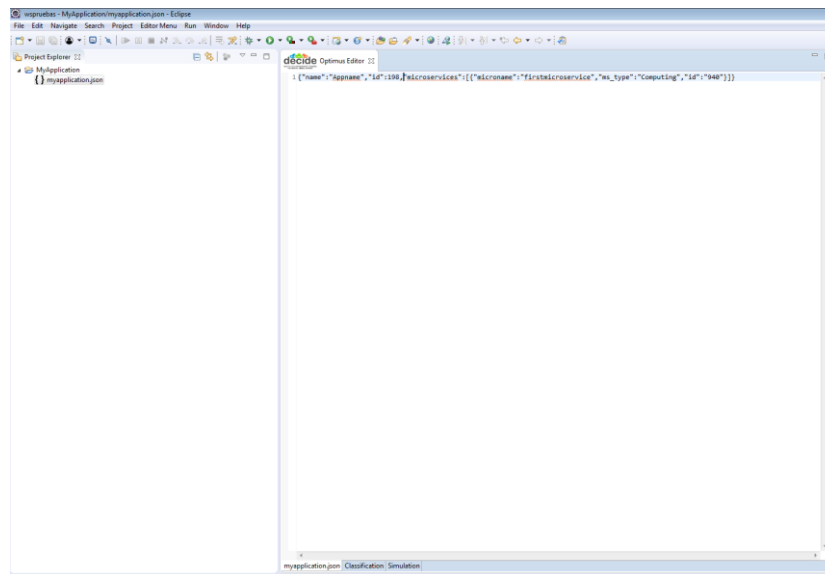 wspruebas - MyApplication/myapplication.json - Eclipse
File Edit Navigate Search Project Editor Menu Run Window Help
Project Explorer
MyApplication
{ } myapplication.json
decide Optimus Editor
1 {"name":"Appname","id":198,"microservices":[{"microname":"firstmicroservice","ms_type":"Computing","id":"940"}]}
myapplication.json Classification Simulation